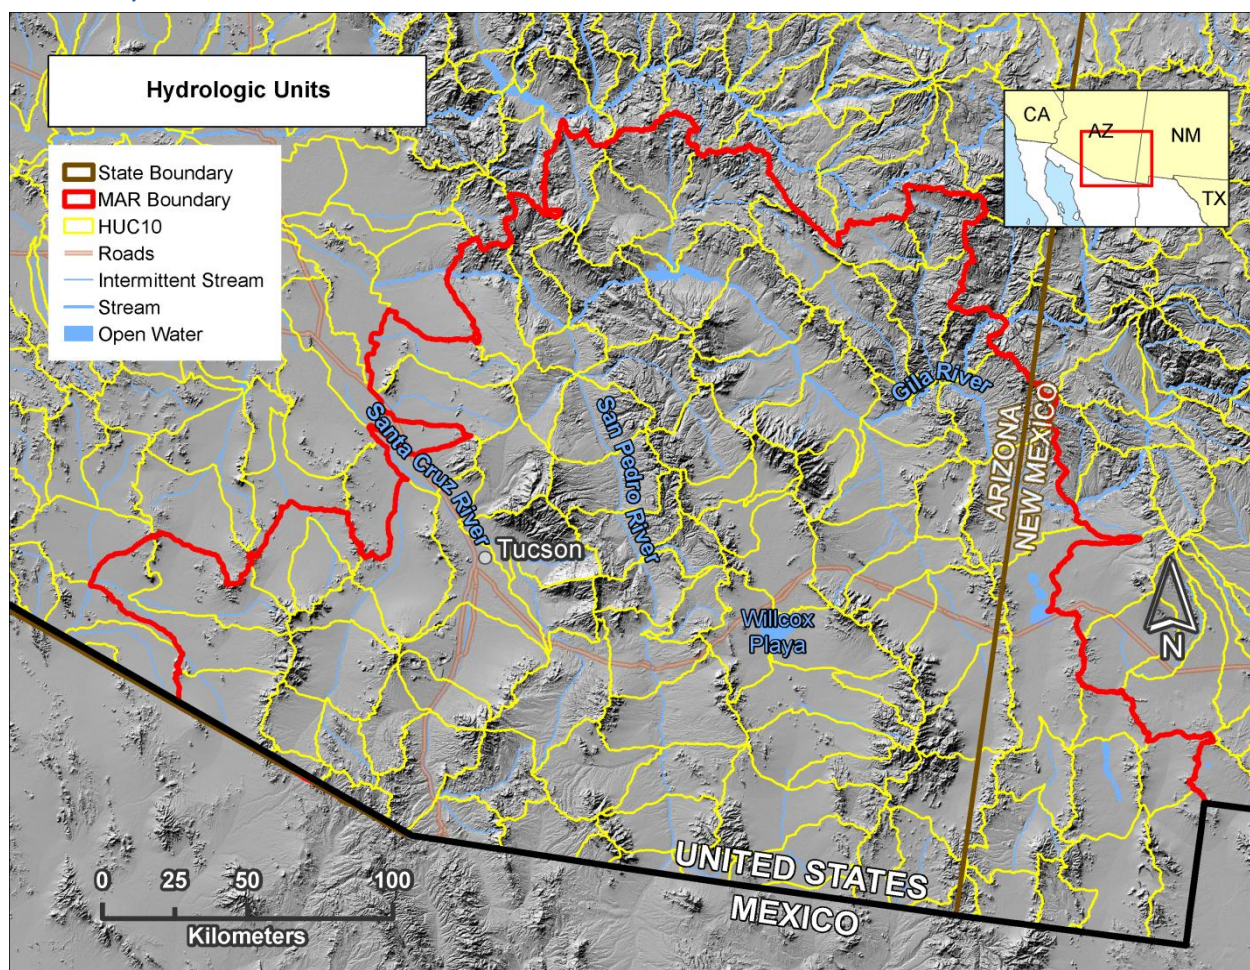 Hydrologic Units
State Boundary
MAR Boundary
HUC10
Roads
Intermittent Stream
Stream
Open Water
CA
AZ
NM
TX
Gila River
Santa Cruz River
San Pedro River
ARIZONA
NEW MEXICO
Tucson
Willcox
Playa
N
UNITED STATES
MEXICO
0 25 50 100
Kilometers